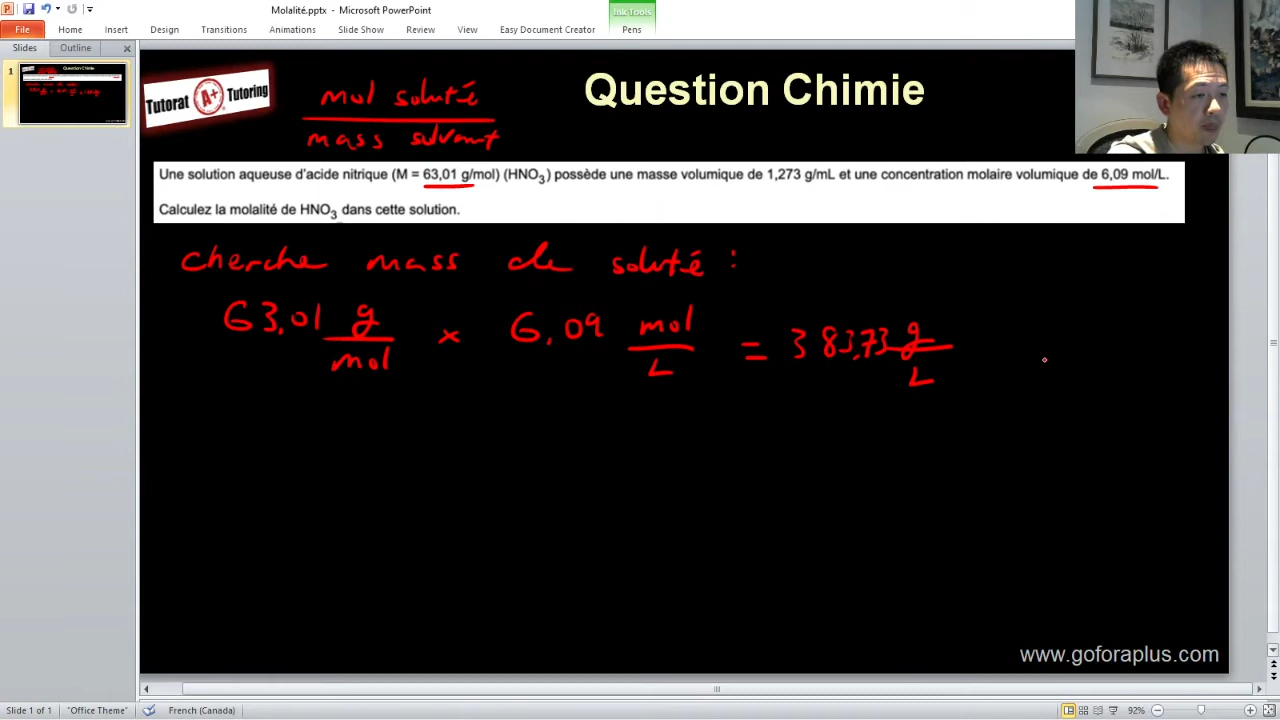 Molalité.pptx - Microsoft PowerPoint
Ink Tools
File Home Insert Design Transitions Animations Slide Show Review View Easy Document Creator Pens
Slides Outline
1
Tutorat A+ Tutoring
mol soluté
mass solvant
Question Chimie
Une solution aqueuse d'acide nitrique (M = 63,01 g/mol) (HNO3) possède une masse volumique de 1,273 g/mL et une concentration molaire volumique de 6,09 mol/L.
Calculez la molalité de HNO3 dans cette solution.
cherche mass de soluté :
63,01 g/mol x 6,09 mol/L = 383,73 g/L
www.goforaplus.com
Slide 1 of 1 "Office Theme" French (Canada) 92%